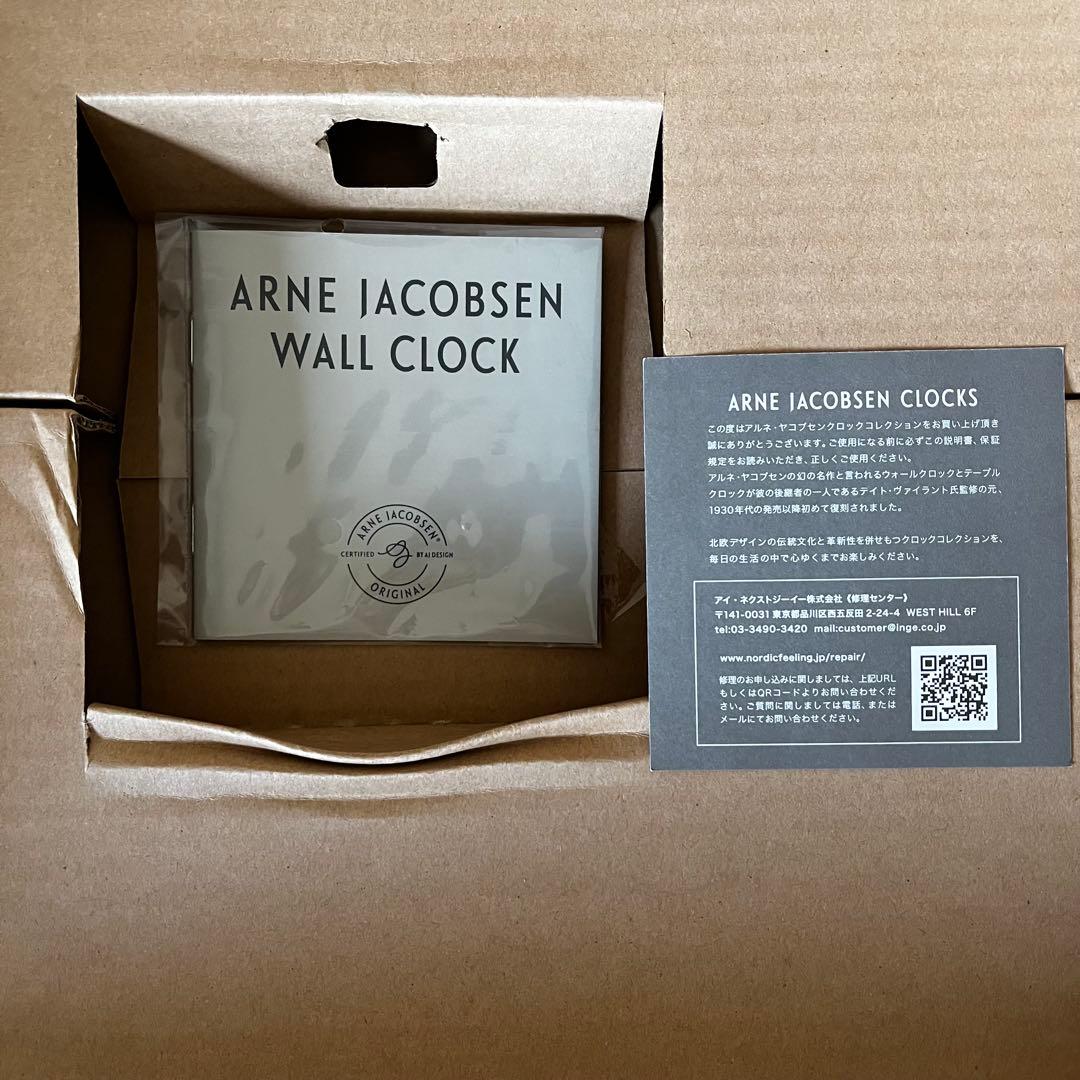 ARNE JACOBSEN
WALL CLOCK
ARNE JACOBSEN®
CERTIFIED BY AJ DESIGN
ORIGINAL
ARNE JACOBSEN CLOCKS
この度はアルネ・ヤコブセンクロックコレクションをお買い上げ頂き
誠にありがとうございます。ご使用になる前に必ずこの説明書、保証
規定をお読みいただき、正しくご使用ください。
アルネ・ヤコブセンの幻の名作と言われるウォールクロックとテーブル
クロックが彼の後継者の一人であるテイト・ヴァイラント氏監修の元、
1930年代の発売以降初めて復刻されました。
北欧デザインの伝統文化と革新性を併せもつクロックコレクションを、
毎日の生活の中で心ゆくまでお楽しみください。
アイ・ネクストジーイー株式会社《修理センター》
〒141-0031 東京都品川区西五反田 2-24-4 WEST HILL 6F
tel:03-3490-3420 mail:customer@inge.co.jp
www.nordicfeeling.jp/repair/
修理のお申し込みに関しましては、上記URL
もしくはQRコードよりお問い合わせくだ
さい。ご質問に関しましては電話、または
メールにてお問い合わせください。